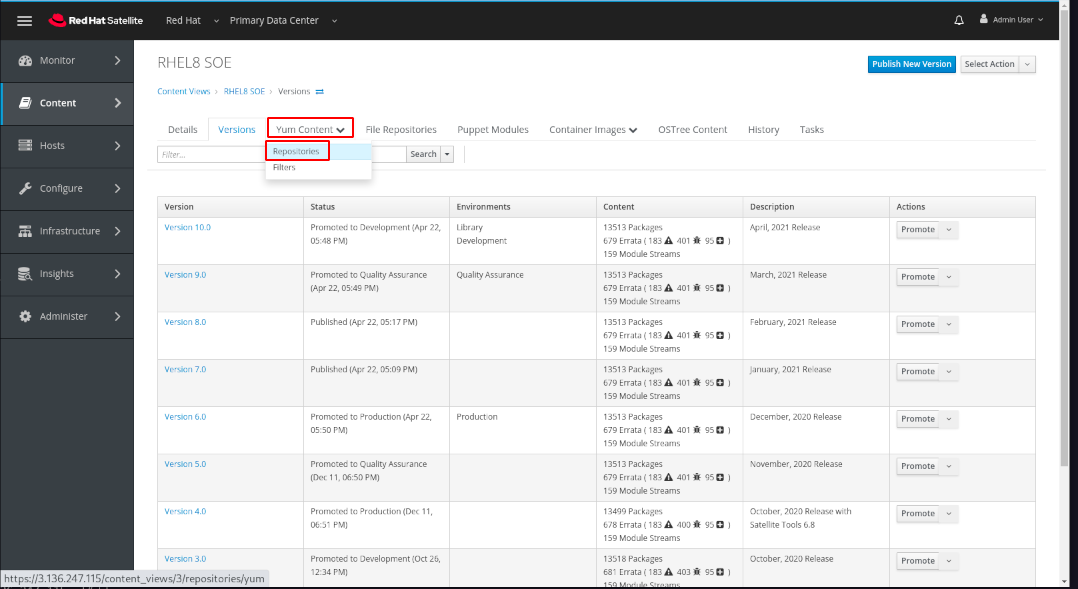 Red Hat Satellite
Red Hat
Primary Data Center
Admin User
Monitor
Content
Hosts
Configure
Infrastructure
Insights
Administer
RHEL8 SOE
Publish New Version
Select Action
Content Views › RHEL8 SOE › Versions
Details Versions Yum Content File Repositories Puppet Modules Container Images OSTree Content History Tasks
Filter...
Search
Repositories
Filters
Version Status Environments Content Description Actions
Version 10.0 Promoted to Development (Apr 22, Library 13513 Packages April, 2021 Release Promote
05:48 PM) Development 679 Errata ( 183 401 95 )
159 Module Streams
Version 9.0 Promoted to Quality Assurance Quality Assurance 13513 Packages March, 2021 Release Promote
(Apr 22, 05:49 PM) 679 Errata ( 183 401 95 )
159 Module Streams
Version 8.0 Published (Apr 22, 05:17 PM) 13513 Packages February, 2021 Release Promote
679 Errata ( 183 401 95 )
159 Module Streams
Version 7.0 Published (Apr 22, 05:09 PM) 13513 Packages January, 2021 Release Promote
679 Errata ( 183 401 95 )
159 Module Streams
Version 6.0 Promoted to Production (Apr 22, Production 13513 Packages December, 2020 Release Promote
05:50 PM) 679 Errata ( 183 401 95 )
159 Module Streams
Version 5.0 Promoted to Quality Assurance 13513 Packages November, 2020 Release Promote
(Dec 11, 06:50 PM) 679 Errata ( 183 401 95 )
159 Module Streams
Version 4.0 Promoted to Production (Dec 11, 13499 Packages October, 2020 Release with Promote
06:51 PM) 678 Errata ( 183 400 95 ) Satellite Tools 6.8
159 Module Streams
Version 3.0 Promoted to Development (Oct 26, 13518 Packages October, 2020 Release Promote
12:34 PM) 681 Errata ( 183 403 95 )
159 Module Streams
https://3.136.247.115/content_views/3/repositories/yum